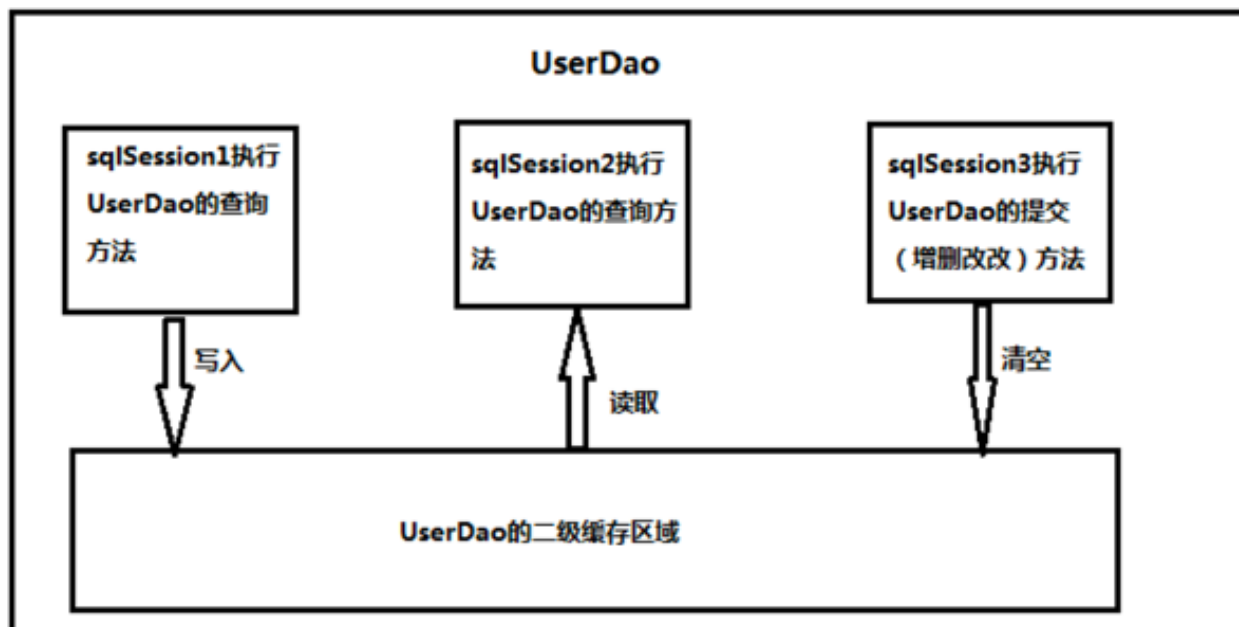 UserDao
sqlSession1执行
UserDao的查询
方法
sqlSession2执行
UserDao的查询方
法
sqlSession3执行
UserDao的提交
（增删改改）方法
写入
读取
清空
UserDao的二级缓存区域